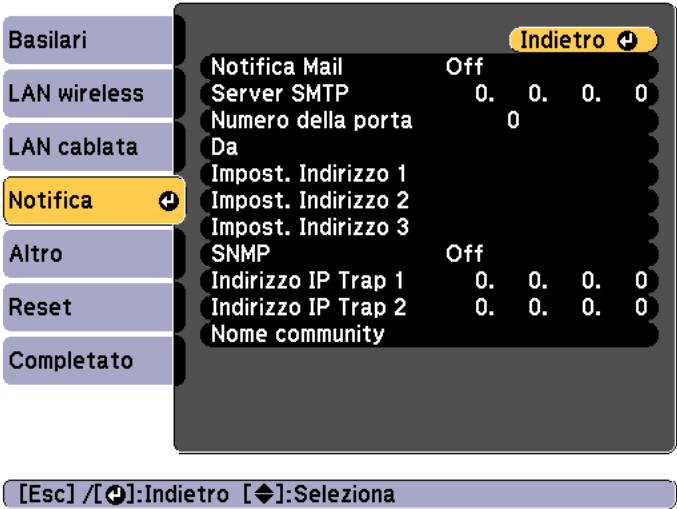 Basilari
LAN wireless
LAN cablata
Notifica
Altro
Reset
Completato
Indietro
Notifica Mail Off
Server SMTP 0. 0. 0. 0
Numero della porta 0
Da
Impost. Indirizzo 1
Impost. Indirizzo 2
Impost. Indirizzo 3
SNMP Off
Indirizzo IP Trap 1 0. 0. 0. 0
Indirizzo IP Trap 2 0. 0. 0. 0
Nome community
[Esc] /[⏎]:Indietro [◆]:Seleziona